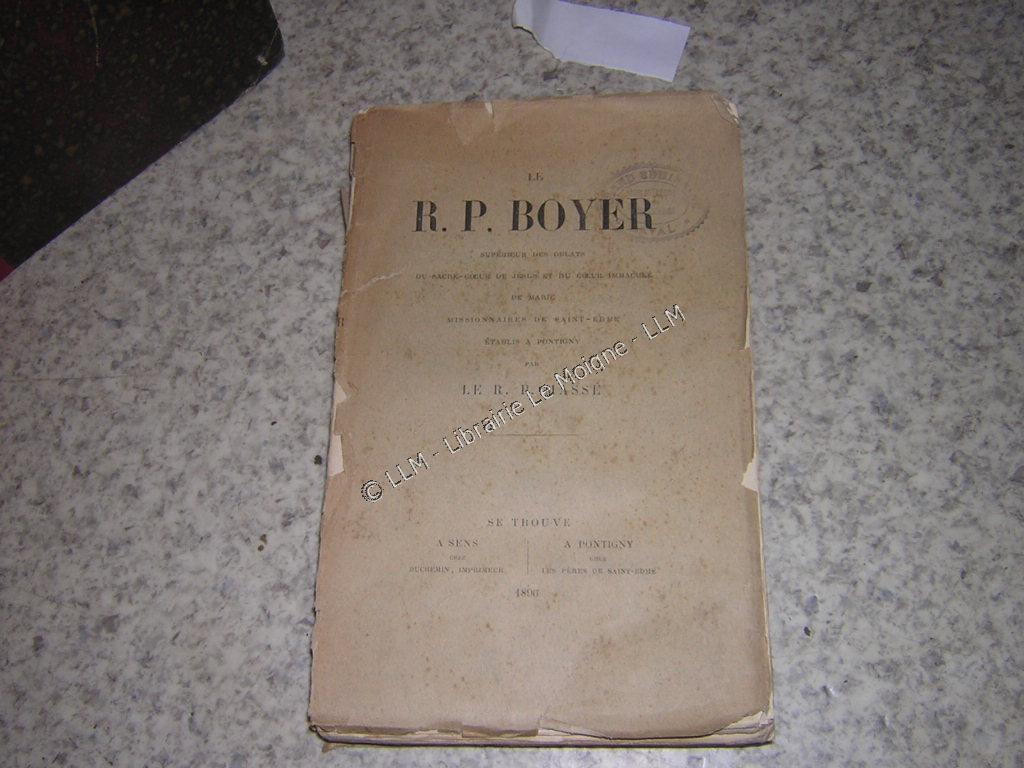 LE
R. P. BOYER
SUPÉRIEUR DES OBLATS
DU SACRÉ-CŒUR DE JÉSUS ET DU CŒUR IMMACULÉ
DE MARIE
MISSIONNAIRES DE SAINT-EDME
ÉTABLIS A PONTIGNY
PAR
LE R. P.
© LLM - Librairie Le Moigne - LLM
SE TROUVE
A SENS
CHEZ
DUCHEMIN, IMPRIMEUR
A PONTIGNY
CHEZ
LES PÈRES DE SAINT-EDME
R